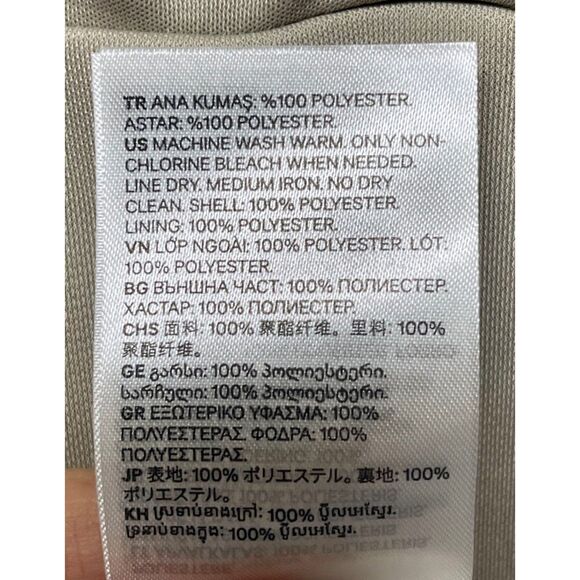 TR ANA KUMAŞ: %100 POLYESTER.
ASTAR: %100 POLYESTER.
US MACHINE WASH WARM. ONLY NON-
CHLORINE BLEACH WHEN NEEDED.
LINE DRY. MEDIUM IRON. NO DRY
CLEAN. SHELL: 100% POLYESTER.
LINING: 100% POLYESTER.
VN LỚP NGOÀI: 100% POLYESTER. LÓT:
100% POLYESTER.
BG ВЪНШНА ЧАСТ: 100% ПОЛИЕСТЕР.
ХАСТАР: 100% ПОЛИЕСТЕР.
CHS 面料: 100% 聚酯纤维。里料: 100%
聚酯纤维。
GE გარსი: 100% პოლიესტერი.
სარჩული: 100% პოლიესტერი.
GR ΕΞΩΤΕΡΙΚΟ ΥΦΑΣΜΑ: 100%
ΠΟΛΥΕΣΤΕΡΑΣ. ΦΟΔΡΑ: 100%
ΠΟΛΥΕΣΤΕΡΑΣ.
JP 表地: 100% ポリエステル。裏地: 100%
ポリエステル。
KH ស្រទាប់ខាងក្រៅ: 100% ប៉ូលីអេស្ទែរ.
ទ្រនាប់ខាងក្នុង: 100% ប៉ូលីអេស្ទែរ.